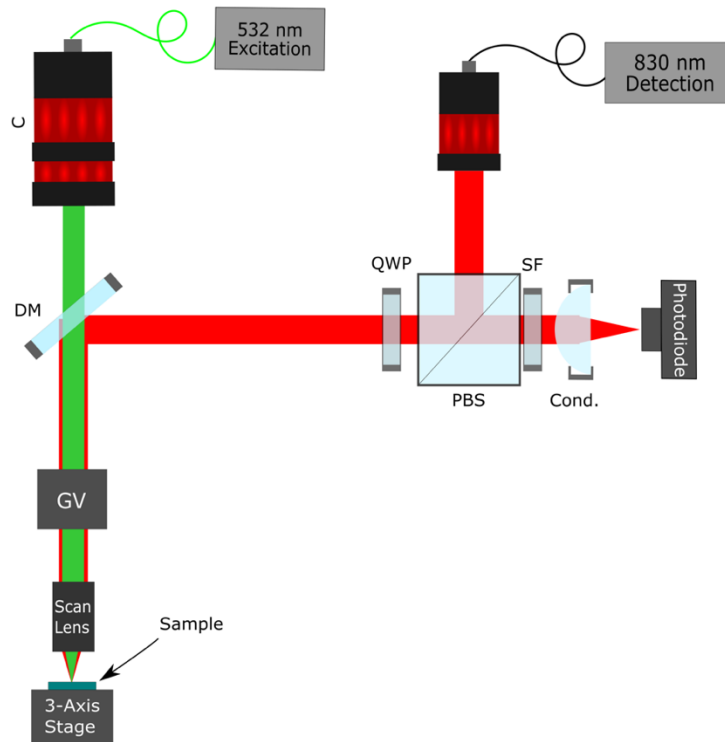 532 nm
Excitation
830 nm
Detection
C
QWP
SF
DM
Photodiode
PBS
Cond.
GV
Scan
Lens
Sample
3-Axis
Stage